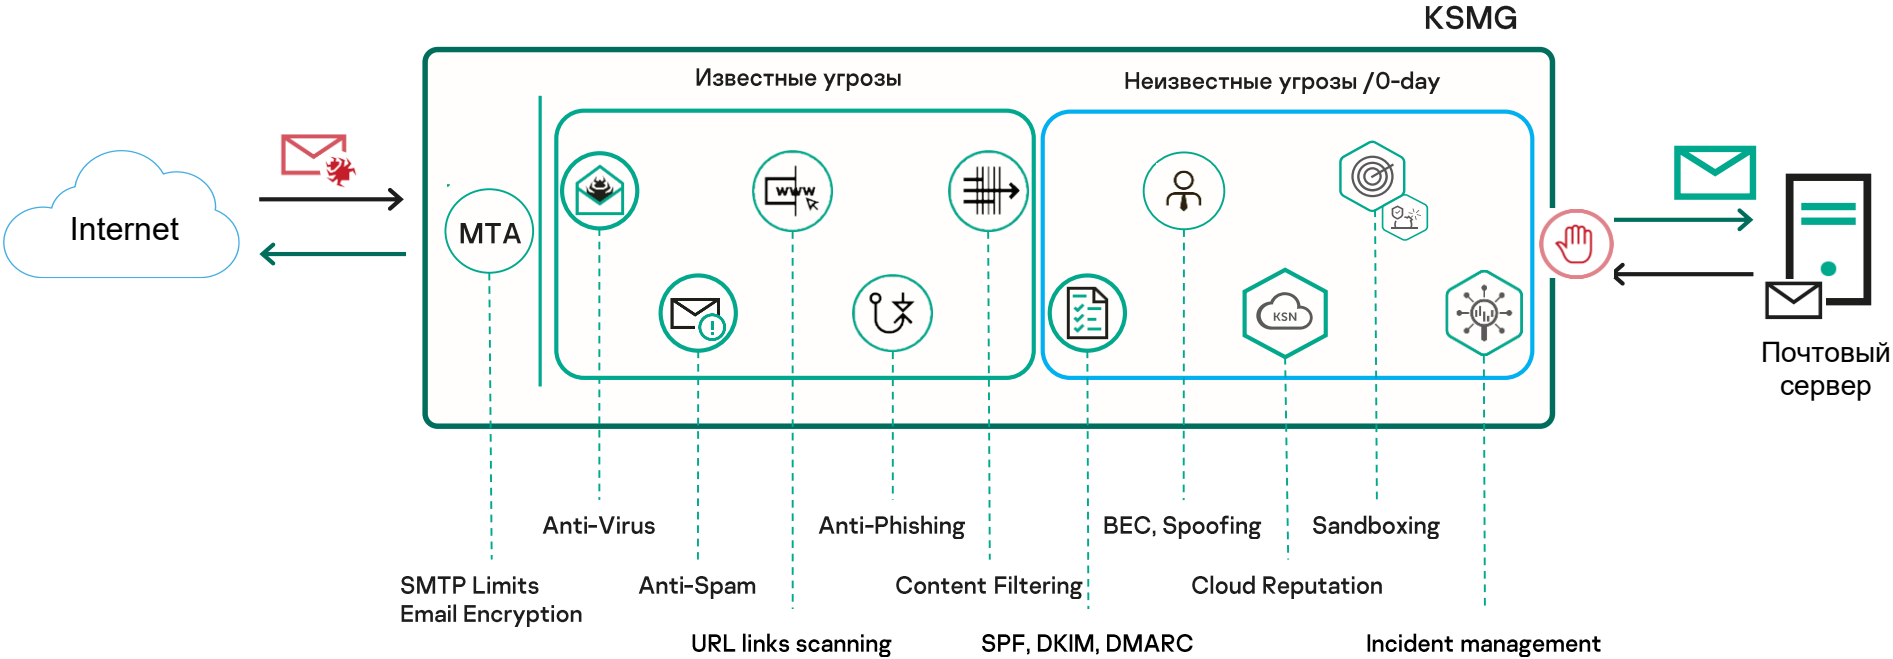 KSMG
Известные угрозы
Неизвестные угрозы /0-day
Internet
MTA
www
KSN
Почтовый
сервер
Anti-Virus
Anti-Phishing
BEC, Spoofing
Sandboxing
SMTP Limits
Email Encryption
Anti-Spam
Content Filtering
Cloud Reputation
URL links scanning
SPF, DKIM, DMARC
Incident management